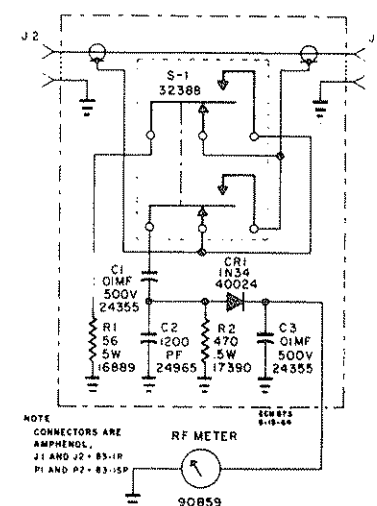 J 2
J
S-1
32388
C1
.01MF
500V
24355
CR1
1N34
40024
R1
56
.5W
16889
C2
1200
PF
24965
R2
470
.5W
17390
C3
.01MF
500V
24355
NOTE
CONNECTORS ARE
AMPHENOL,
J1 AND J2 - 83-1R
P1 AND P2 - 83-1SP
RF METER
90859